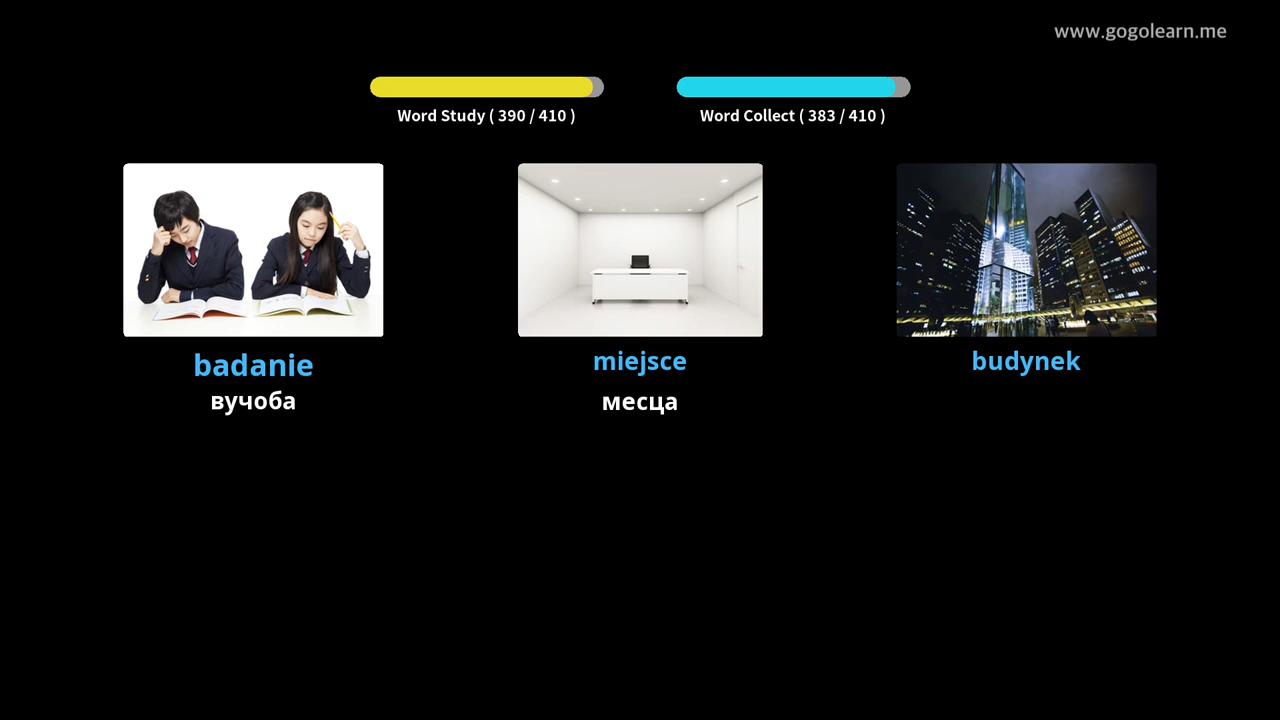 www.gogolearn.me
Word Study ( 390 / 410 )
Word Collect ( 383 / 410 )
badanie
вучоба
miejsce
месца
budynek